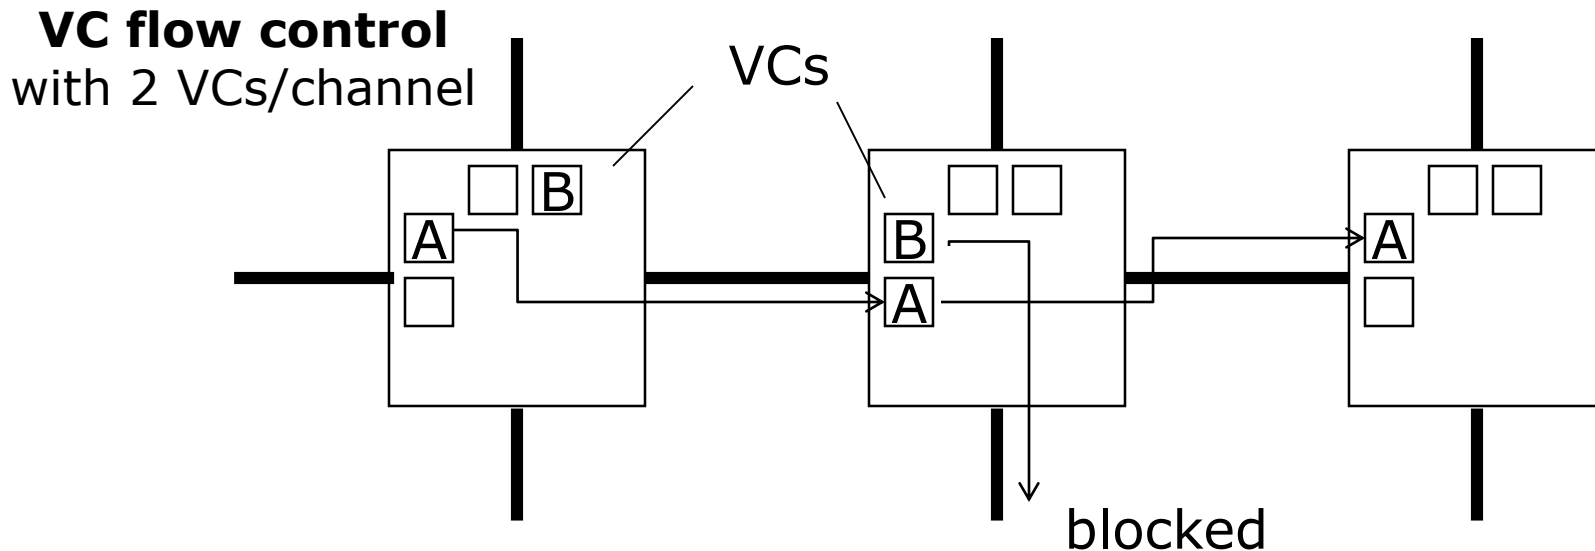 VC flow control
with 2 VCs/channel
VCs
B
A
B
A
A
blocked